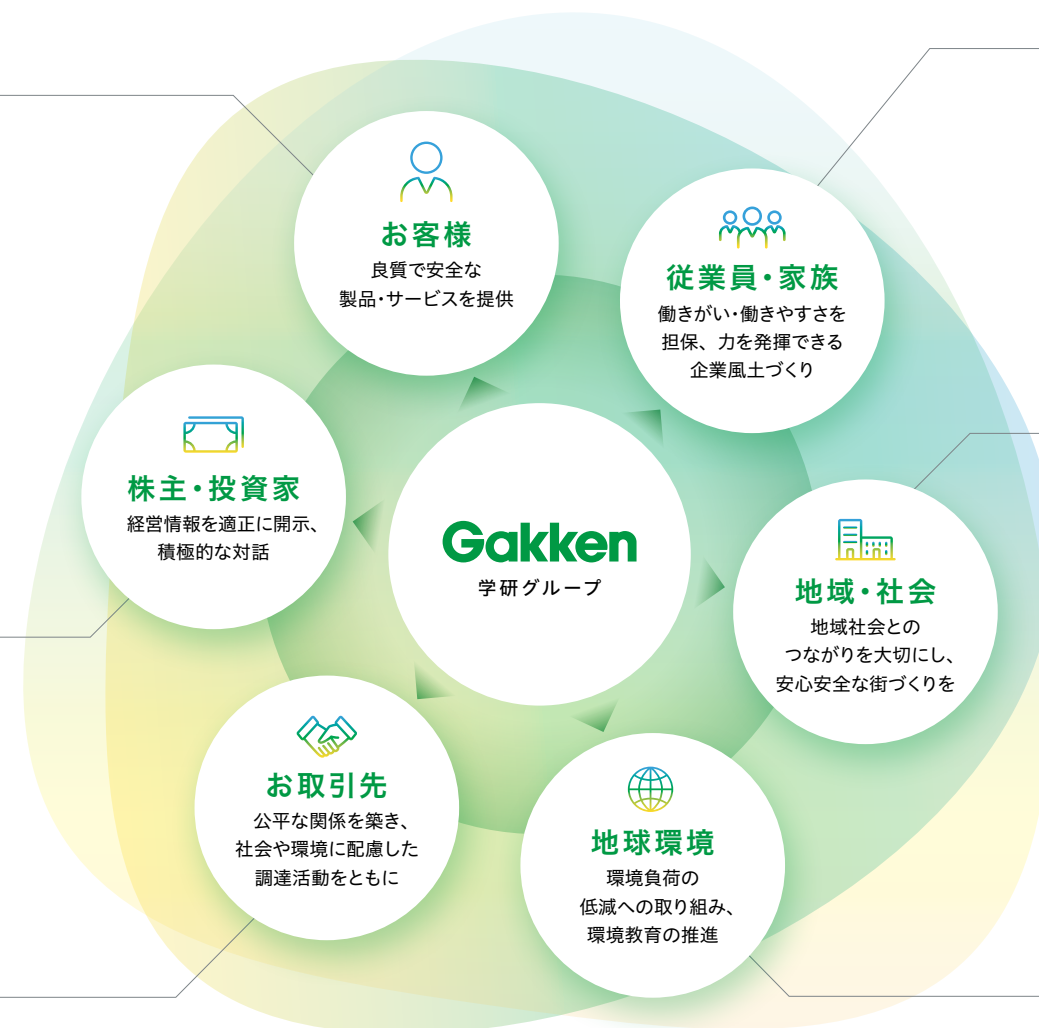 お客様
良質で安全な
製品・サービスを提供
従業員・家族
働きがい・働きやすさを
担保、力を発揮できる
企業風土づくり
株主・投資家
経営情報を適正に開示、
積極的な対話
Gakken
学研グループ
地域・社会
地域社会との
つながりを大切にし、
安心安全な街づくりを
お取引先
公平な関係を築き、
社会や環境に配慮した
調達活動をともに
地球環境
環境負荷の
低減への取り組み、
環境教育の推進